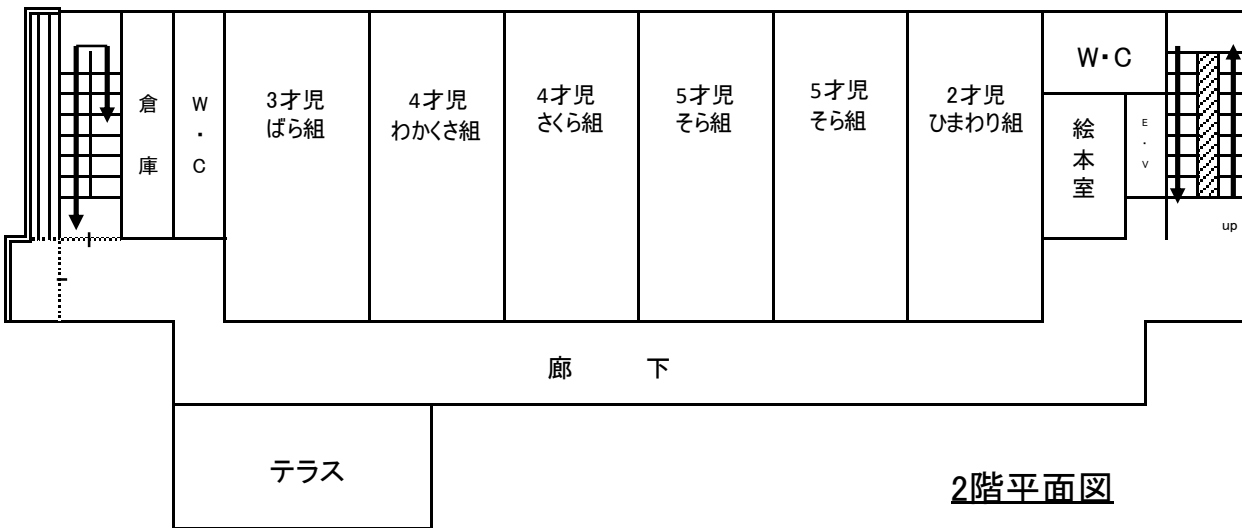 倉庫
W・C
3才児
ばら組
4才児
わかくさ組
4才児
さくら組
5才児
そら組
5才児
そら組
2才児
ひまわり組
W・C
絵本室
E・V
up
廊 下
テラス
2階平面図